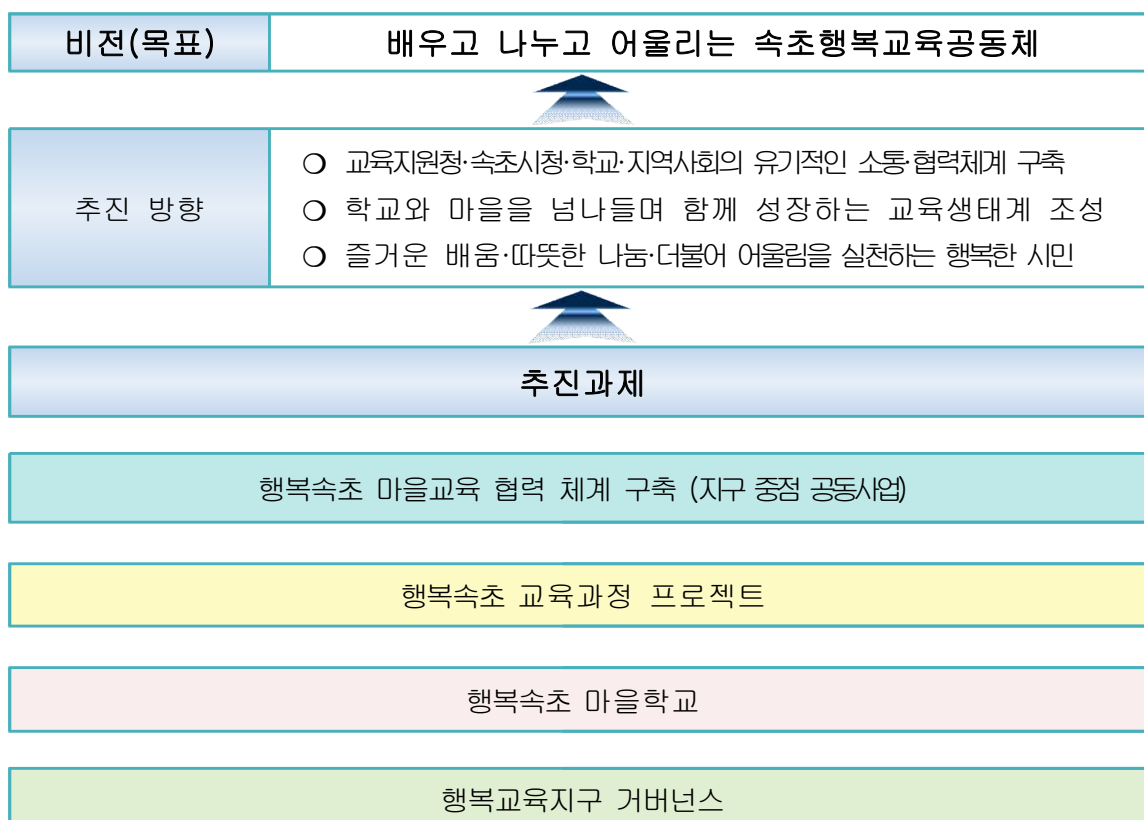 비전(목표)
배우고 나누고 어울리는 속초행복교육공동체
추진 방향
❍ 교육지원청·속초시청·학교·지역사회의 유기적인 소통·협력체계 구축
❍ 학교와 마을을 넘나들며 함께 성장하는 교육생태계 조성
❍ 즐거운 배움·따뜻한 나눔·더불어 어울림을 실천하는 행복한 시민
추진과제
행복속초 마을교육 협력 체계 구축 (지구 중점 공동사업)
행복속초 교육과정 프로젝트
행복속초 마을학교
행복교육지구 거버넌스